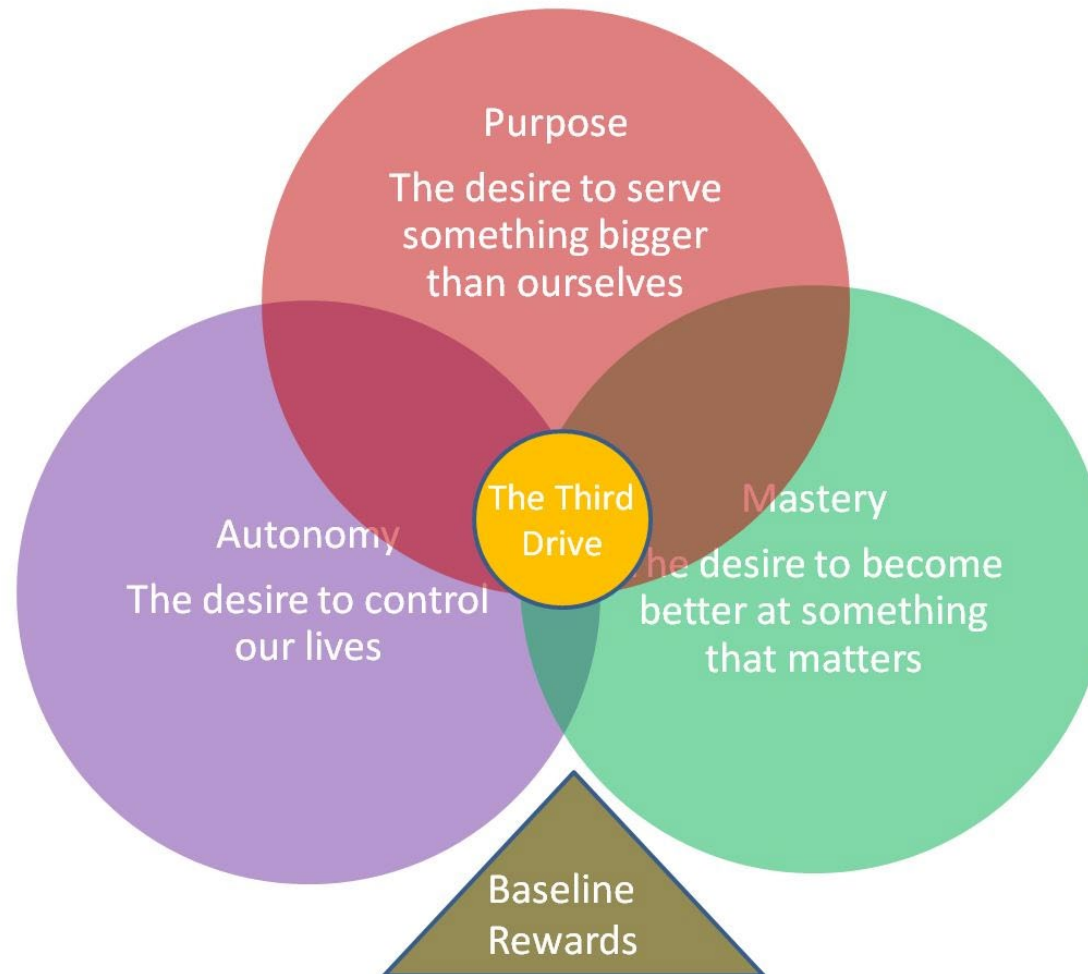 Purpose
The desire to serve
something bigger
than ourselves
The Third
Drive
Autonomy
The desire to control
our lives
Mastery
The desire to become
better at something
that matters
Baseline
Rewards